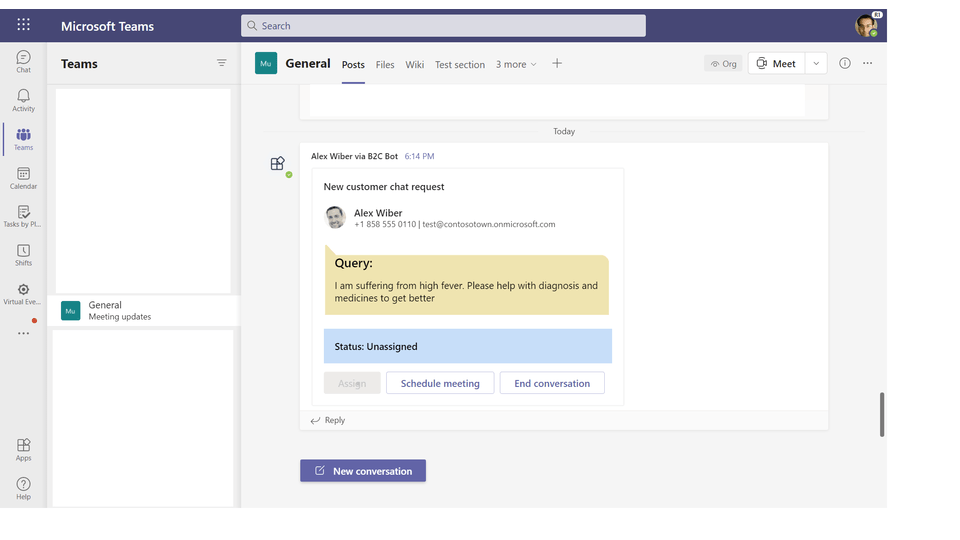 Microsoft Teams
Search
R1
Chat
Activity
Teams
Calendar
Tasks by Pl...
Shifts
Virtual Eve...
Apps
Help
Teams
Mu
General
Meeting updates
Mu
General
Posts
Files
Wiki
Test section
3 more
Org
Meet
Today
Alex Wiber via B2C Bot 6:14 PM
New customer chat request
Alex Wiber
+1 858 555 0110 | test@contosotown.onmicrosoft.com
Query:
I am suffering from high fever. Please help with diagnosis and
medicines to get better
Status: Unassigned
Assign
Schedule meeting
End conversation
Reply
New conversation